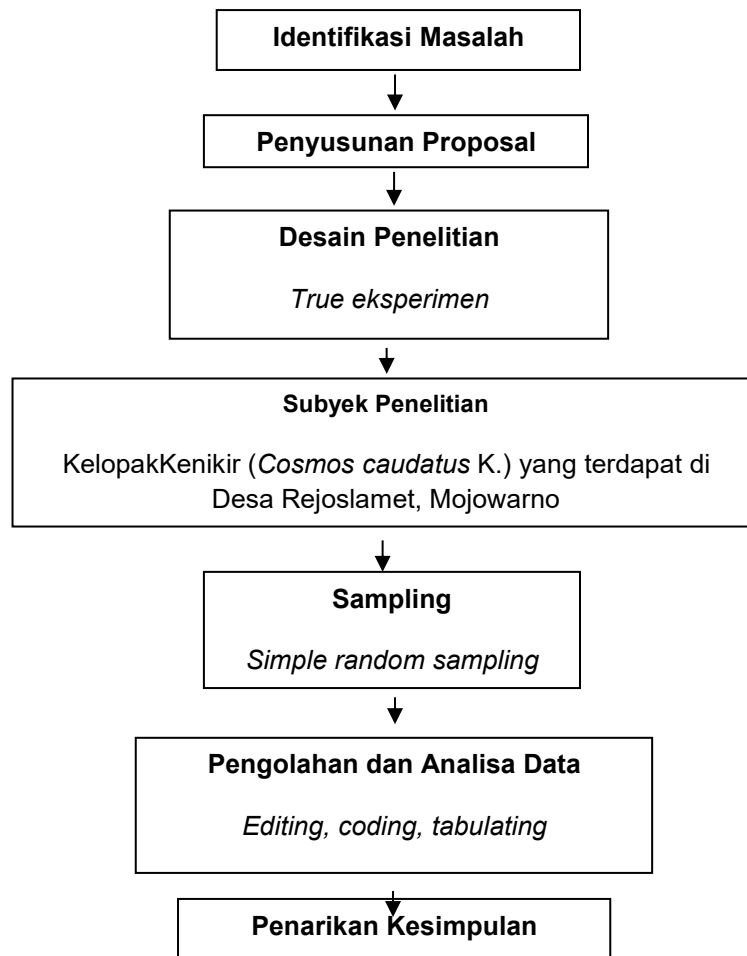 Identifikasi Masalah
Penyusunan Proposal
Desain Penelitian
True eksperimen
Subyek Penelitian
KelopakKenikir (Cosmos caudatus K.) yang terdapat di
Desa Rejoslamet, Mojowarno
Sampling
Simple random sampling
Pengolahan dan Analisa Data
Editing, coding, tabulating
Penarikan Kesimpulan